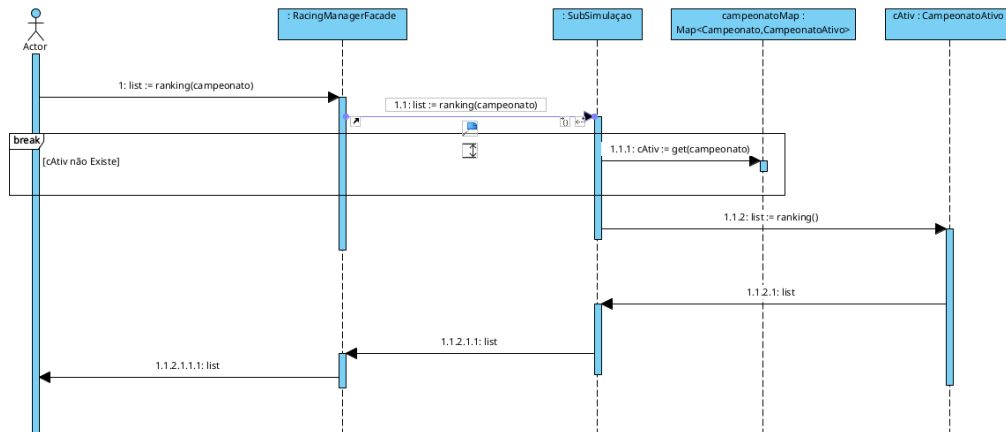 : RacingManagerFacade
: SubSimulaçao
campeonatoMap :
Map<Campeonato,CampeonatoAtivo>
cAtiv : CampeonatoAtivo
Actor
1: list := ranking(campeonato)
1.1: list := ranking(campeonato)
break
[cAtiv não Existe]
1.1.1: cAtiv := get(campeonato)
1.1.2: list := ranking()
1.1.2.1: list
1.1.2.1.1: list
1.1.2.1.1.1: list